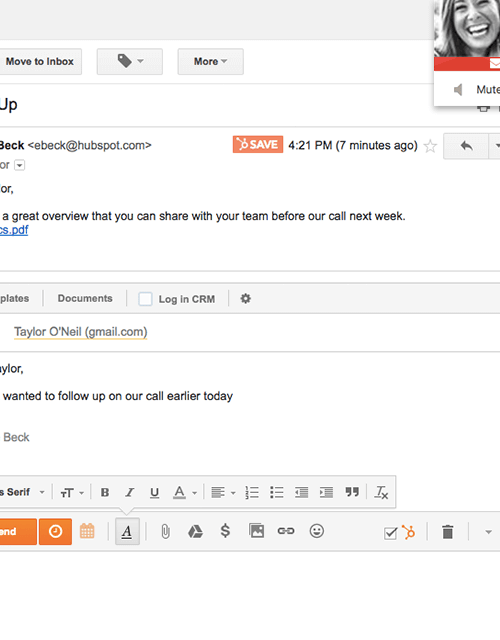 Move to Inbox More
Mute
Up
Beck <ebeck@hubspot.com> SAVE 4:21 PM (7 minutes ago)
or
lor,
a great overview that you can share with your team before our call next week.
cs.pdf
plates Documents Log in CRM
Taylor O'Neil (gmail.com)
aylor,
wanted to follow up on our call earlier today
Beck
s Serif T B I U A
end A $